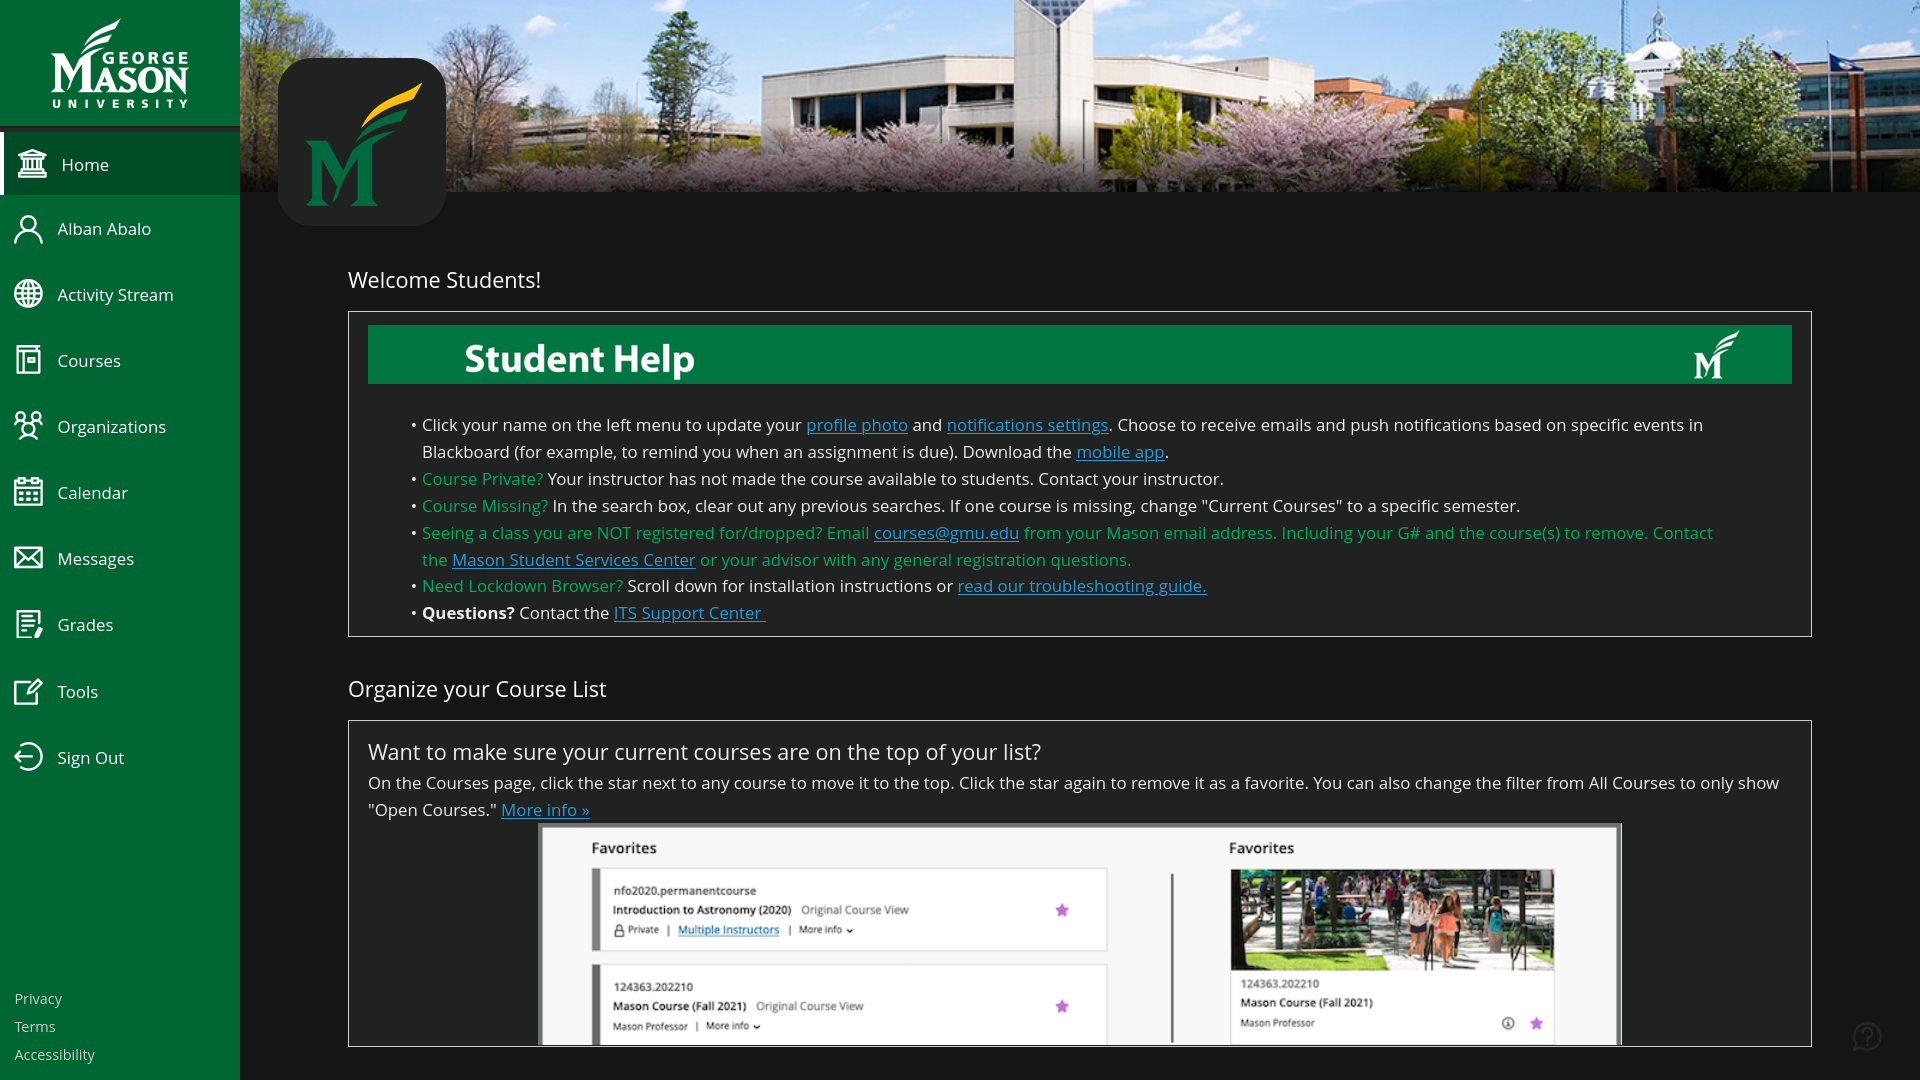 GEORGE
MASON
UNIVERSITY
Home
Alban Abalo
Activity Stream
Courses
Organizations
Calendar
Messages
Grades
Tools
Sign Out
Privacy
Terms
Accessibility
M
Welcome Students!
Student Help
M
• Click your name on the left menu to update your profile photo and notifications settings. Choose to receive emails and push notifications based on specific events in
Blackboard (for example, to remind you when an assignment is due). Download the mobile app.
• Course Private? Your instructor has not made the course available to students. Contact your instructor.
• Course Missing? In the search box, clear out any previous searches. If one course is missing, change "Current Courses" to a specific semester.
• Seeing a class you are NOT registered for/dropped? Email courses@gmu.edu from your Mason email address. Including your G# and the course(s) to remove. Contact
the Mason Student Services Center or your advisor with any general registration questions.
• Need Lockdown Browser? Scroll down for installation instructions or read our troubleshooting guide.
• Questions? Contact the ITS Support Center
Organize your Course List
Want to make sure your current courses are on the top of your list?
On the Courses page, click the star next to any course to move it to the top. Click the star again to remove it as a favorite. You can also change the filter from All Courses to only show
"Open Courses." More info »
Favorites
nfo2020.permanentcourse
Introduction to Astronomy (2020) Original Course View
Private | Multiple Instructors | More info
124363.202210
Mason Course (Fall 2021) Original Course View
Mason Professor | More info
Favorites
124363.202210
Mason Course (Fall 2021)
Mason Professor